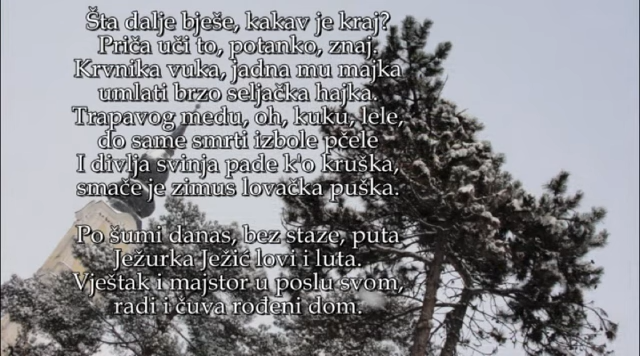 Šta dalje bješe, kakav je kraj?
Priča uči to, potanko, znaj.
Krvnika vuka, jadna mu majka
umlati brzo seljačka hajka.
Trapavog medu, oh, kuku, lele,
do same smrti izbole pčele
I divlja svinja pade k'o kruška,
smače je zimus lovačka puška.

Po šumi danas, bez staze, puta
Ježurka Ježić lovi i luta.
Vještak i majstor u poslu svom,
radi i čuva rođeni dom.